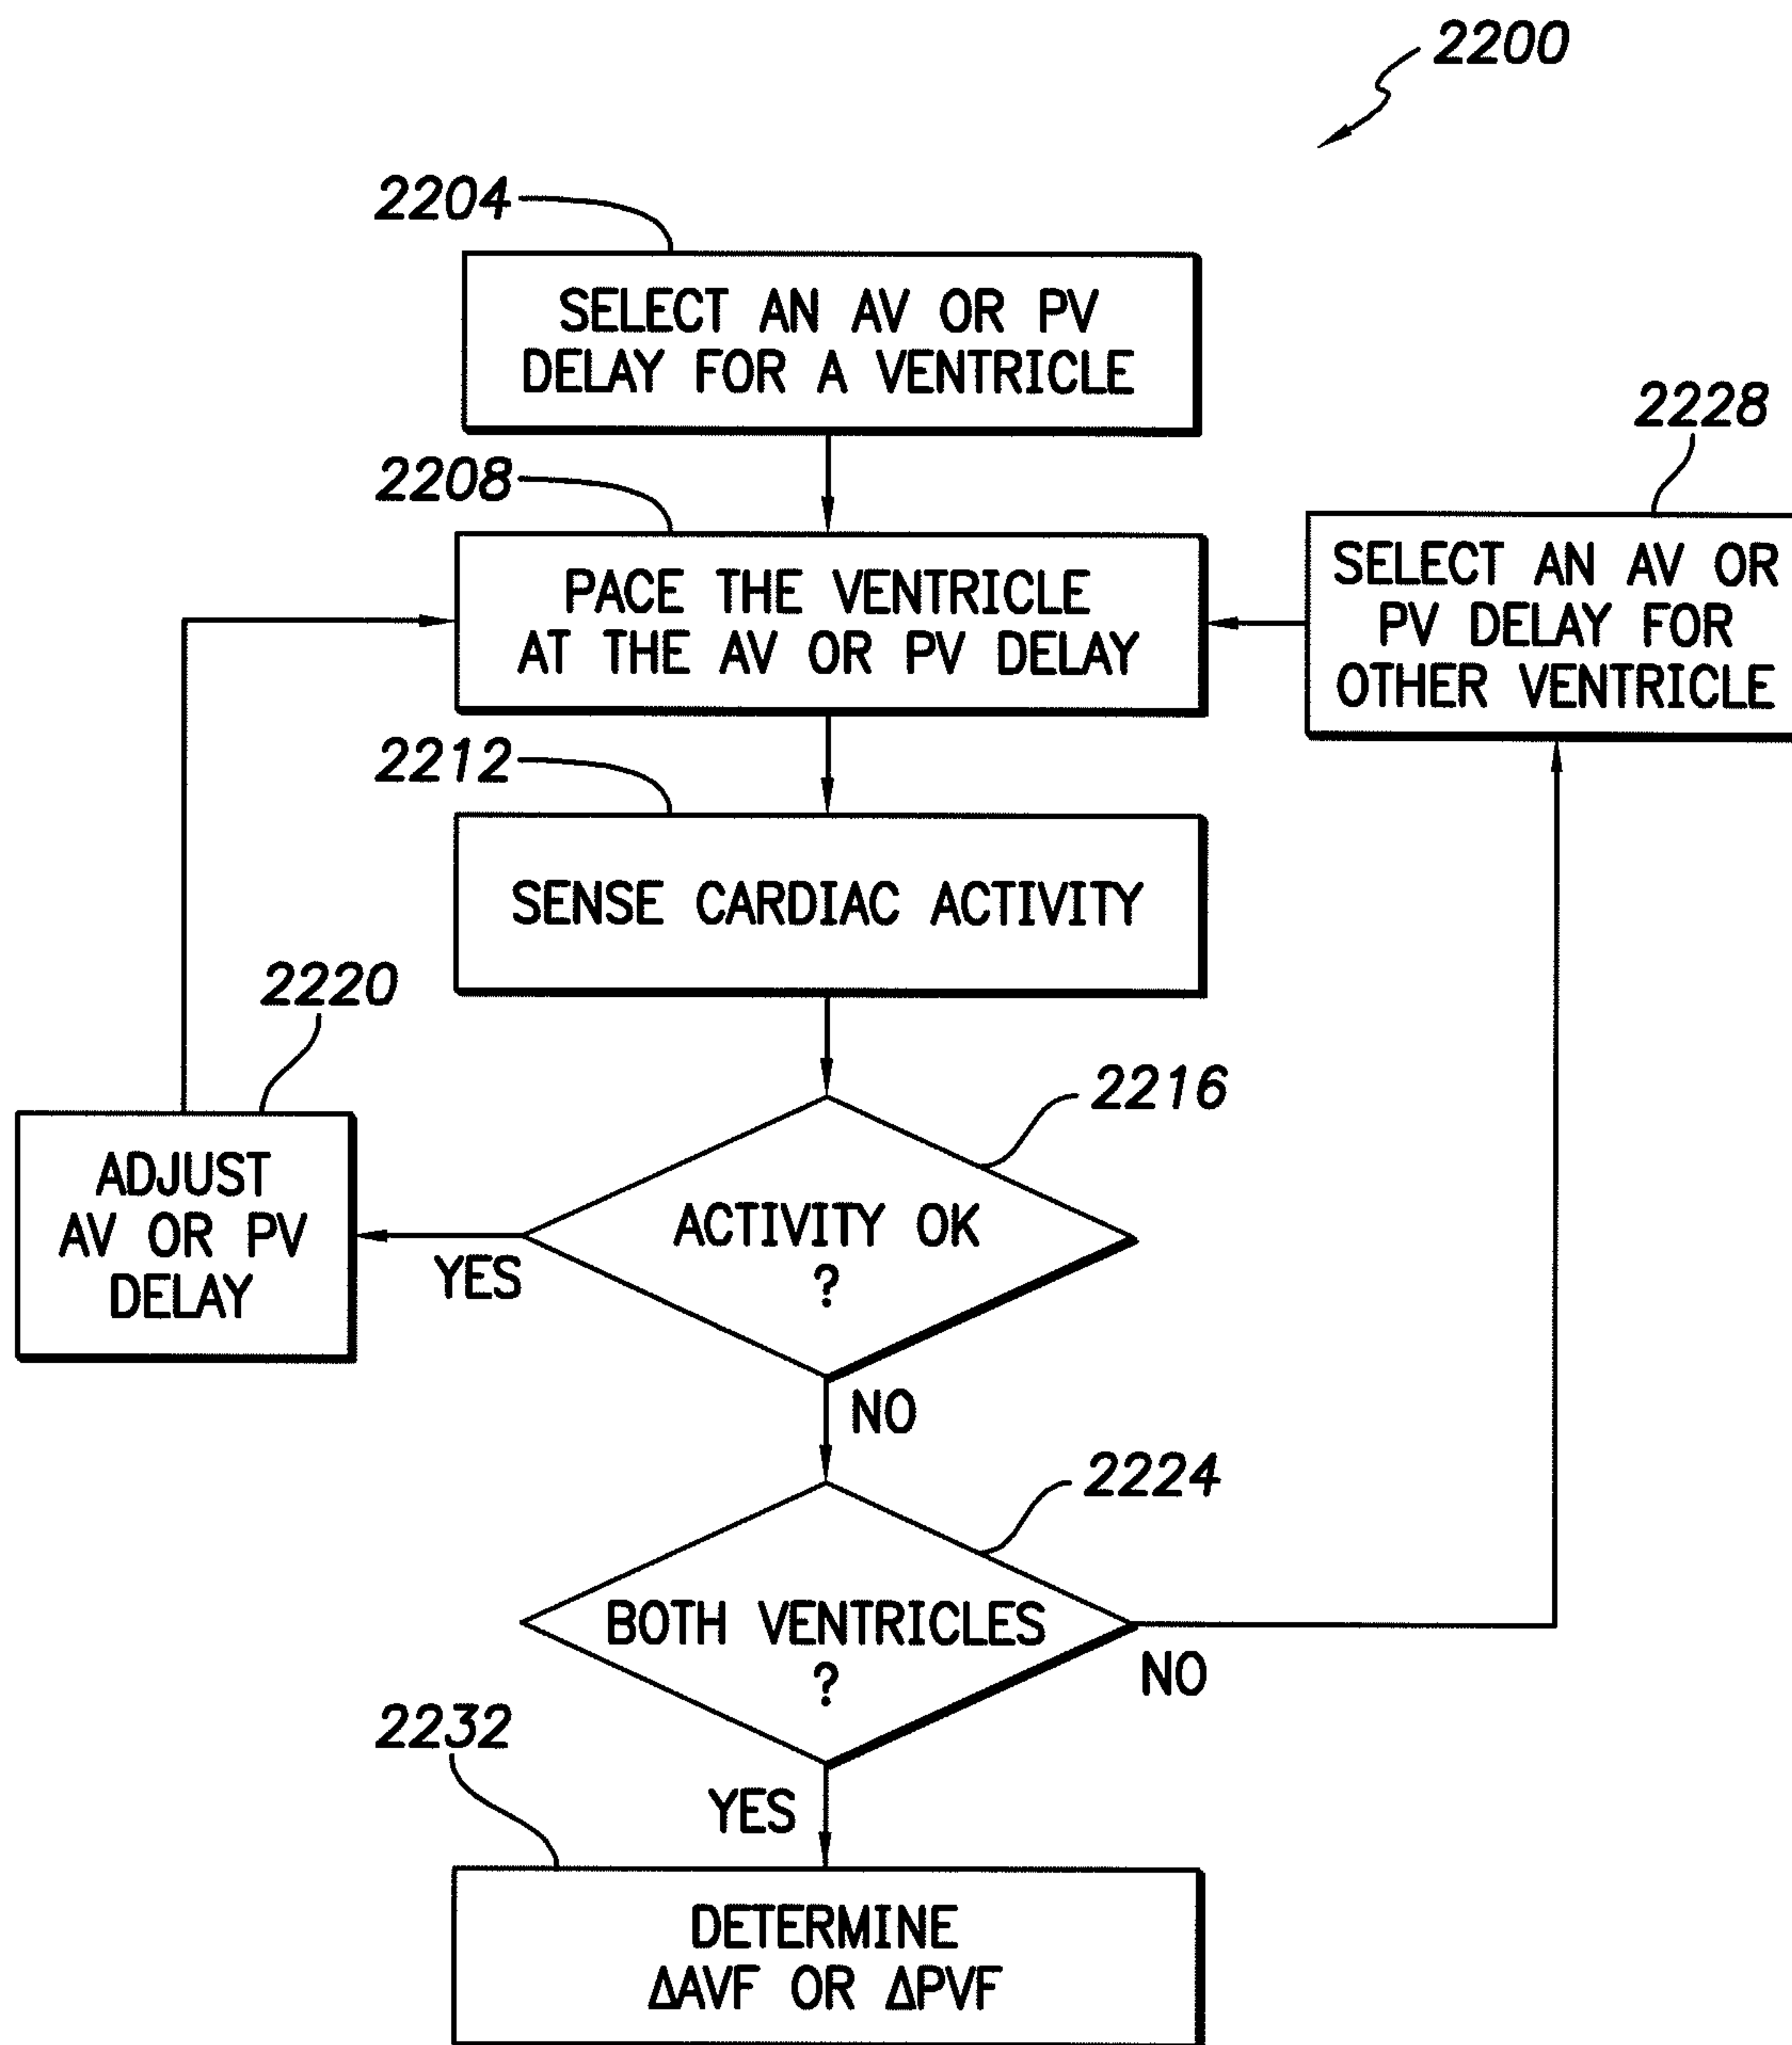 2200
2204
SELECT AN AV OR PV
DELAY FOR A VENTRICLE
2228
2208
SELECT AN AV OR
PV DELAY FOR
OTHER VENTRICLE
PACE THE VENTRICLE
AT THE AV OR PV DELAY
2212
SENSE CARDIAC ACTIVITY
2220
2216
ADJUST
AV OR PV
DELAY
ACTIVITY OK
?
YES
NO
2224
BOTH VENTRICLES
?
NO
2232
YES
DETERMINE
ΔAVF OR ΔPVF